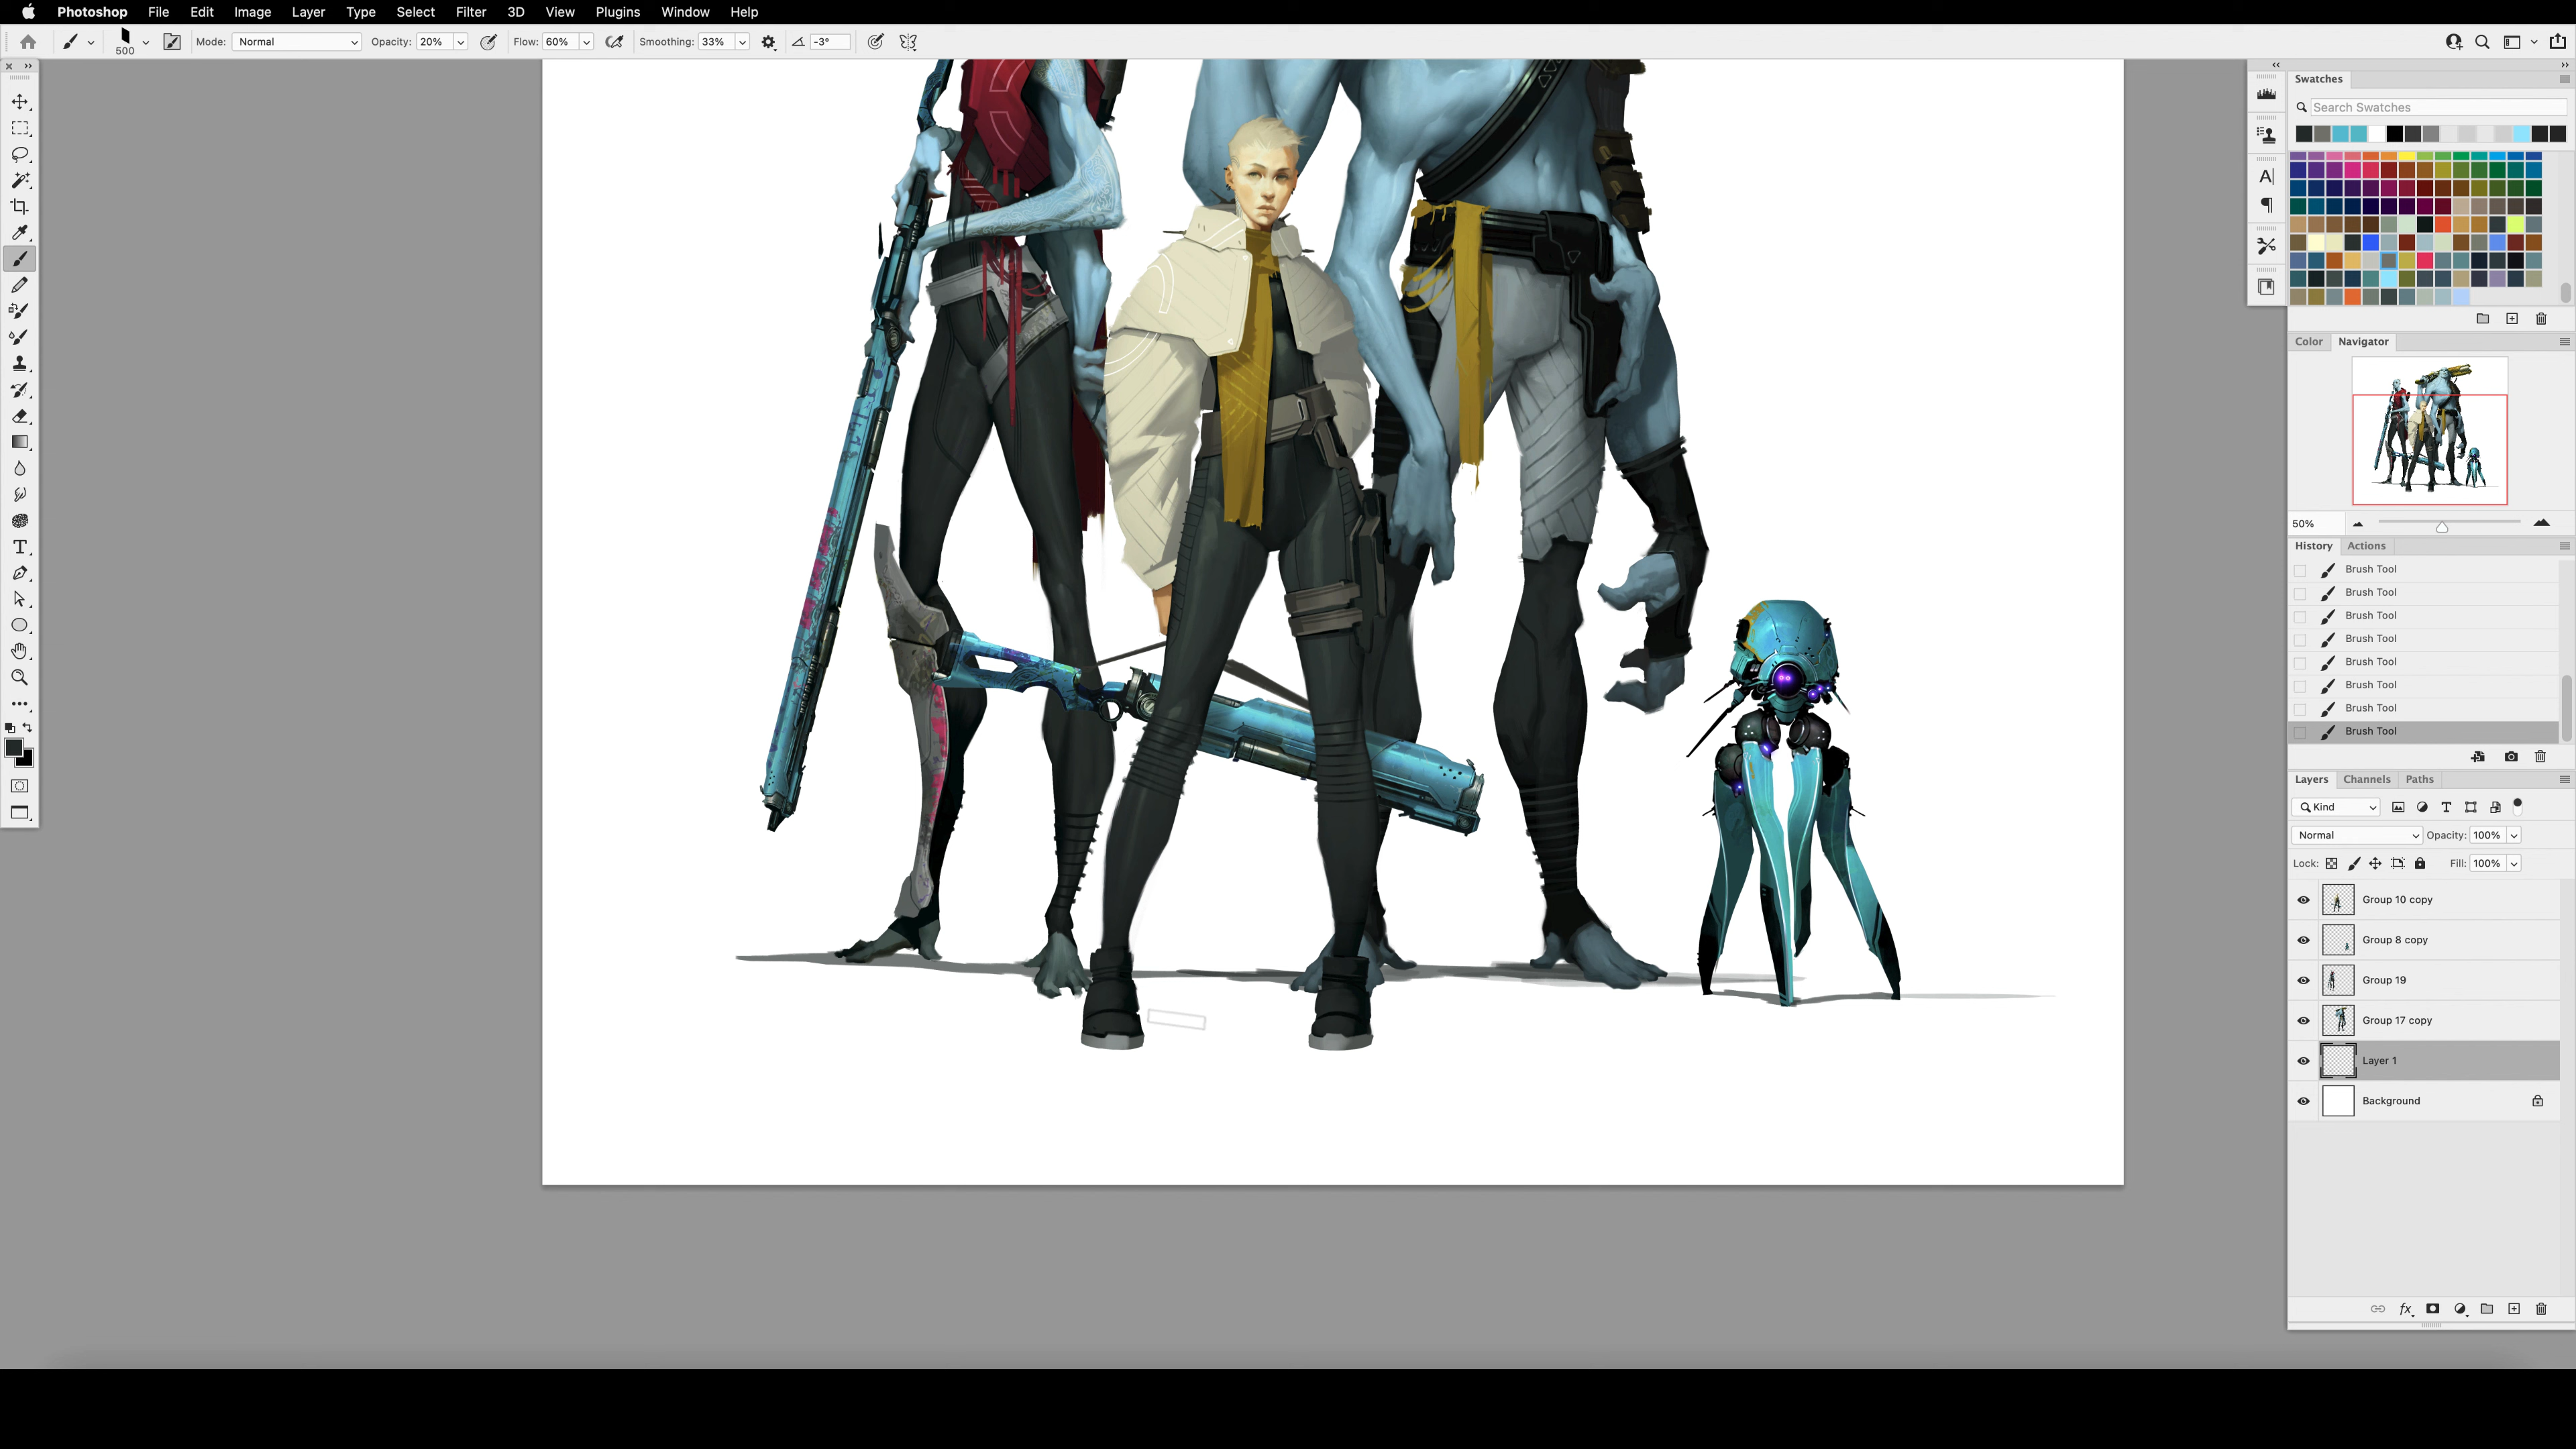 Photoshop File Edit Image Layer Type Select Filter 3D View Plugins Window Help
500 Mode: Normal Opacity: 20% Flow: 60% Smoothing: 33% -3°
Swatches
Search Swatches
Color Navigator
50%
History Actions
Brush Tool
Brush Tool
Brush Tool
Brush Tool
Brush Tool
Brush Tool
Brush Tool
Brush Tool
Layers Channels Paths
Kind
Normal Opacity: 100%
Lock: Fill: 100%
Group 10 copy
Group 8 copy
Group 19
Group 17 copy
Layer 1
Background
fx